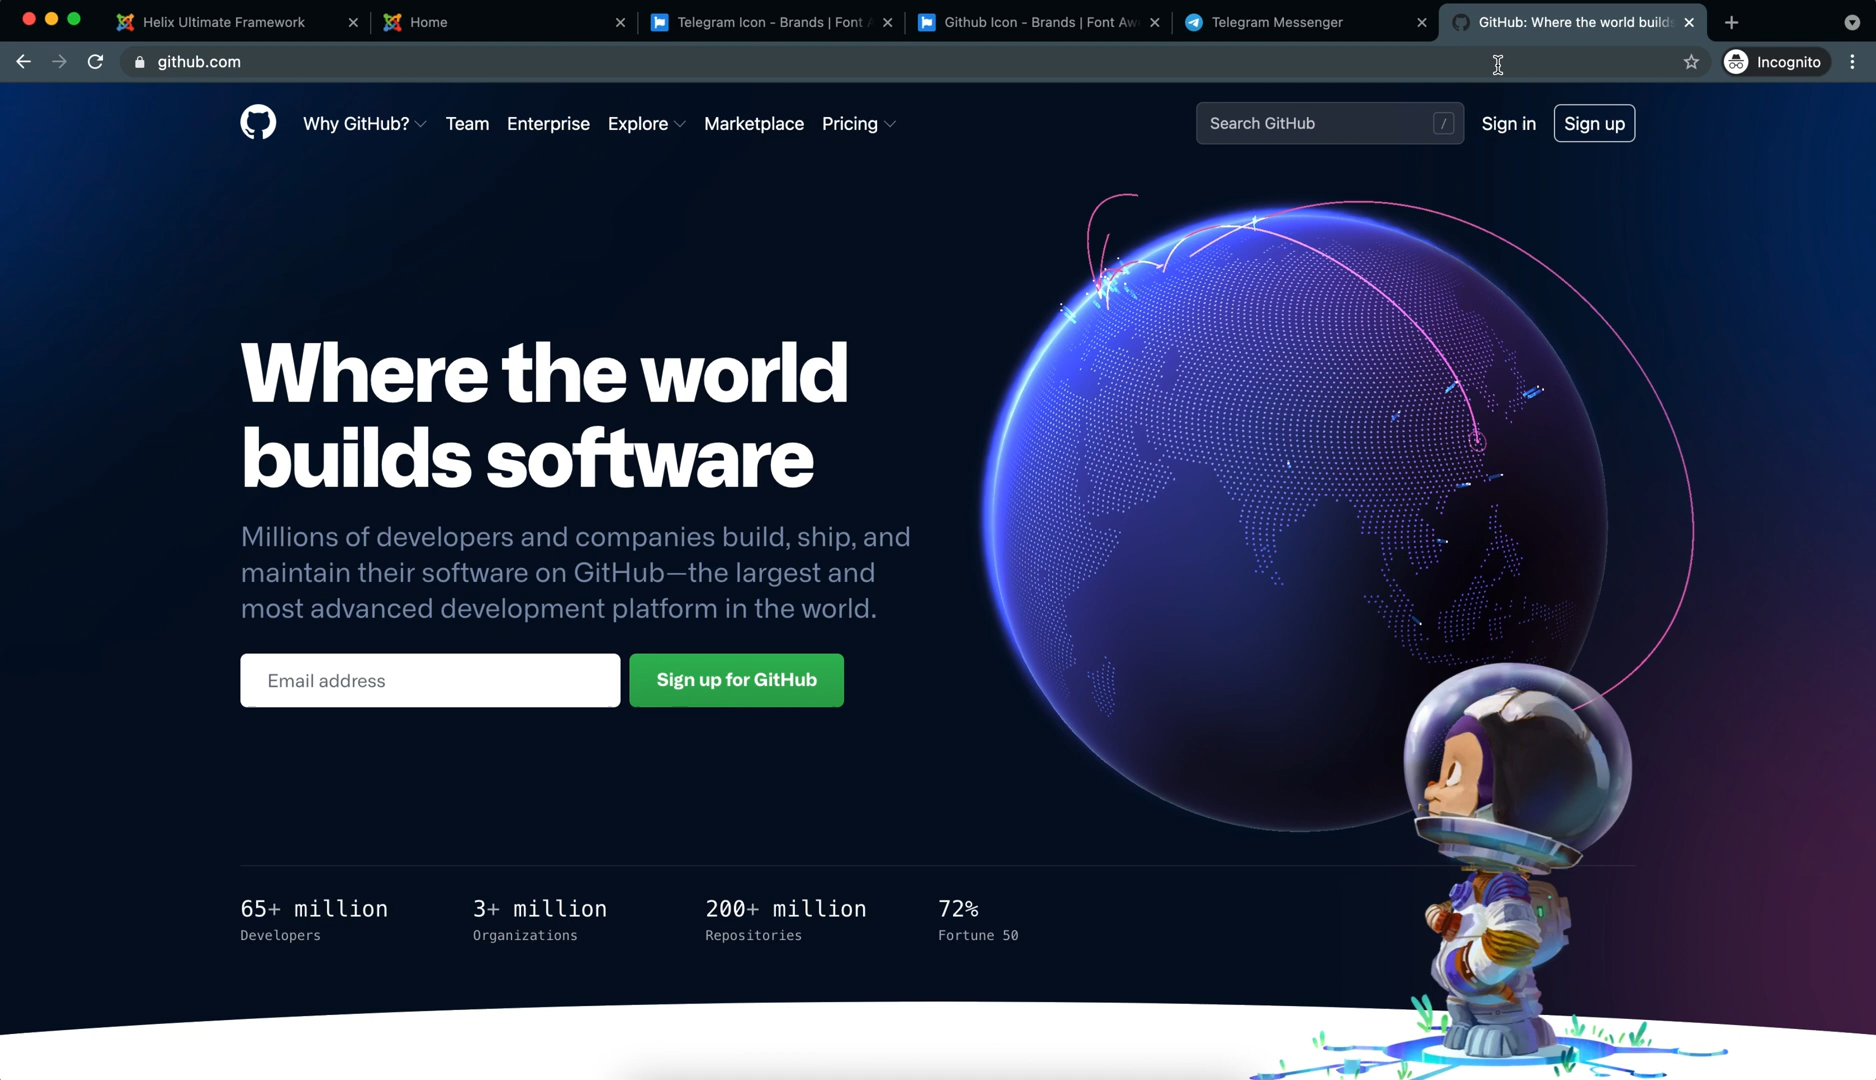 Helix Ultimate Framework
Home
Telegram Icon - Brands | Font A
Github Icon - Brands | Font Aw
Telegram Messenger
GitHub: Where the world builds
github.com
Incognito
Why GitHub?
Team
Enterprise
Explore
Marketplace
Pricing
Search GitHub
/
Sign in
Sign up
Where the world
builds software
Millions of developers and companies build, ship, and
maintain their software on GitHub—the largest and
most advanced development platform in the world.
Email address
Sign up for GitHub
65+ million
Developers
3+ million
Organizations
200+ million
Repositories
72%
Fortune 50